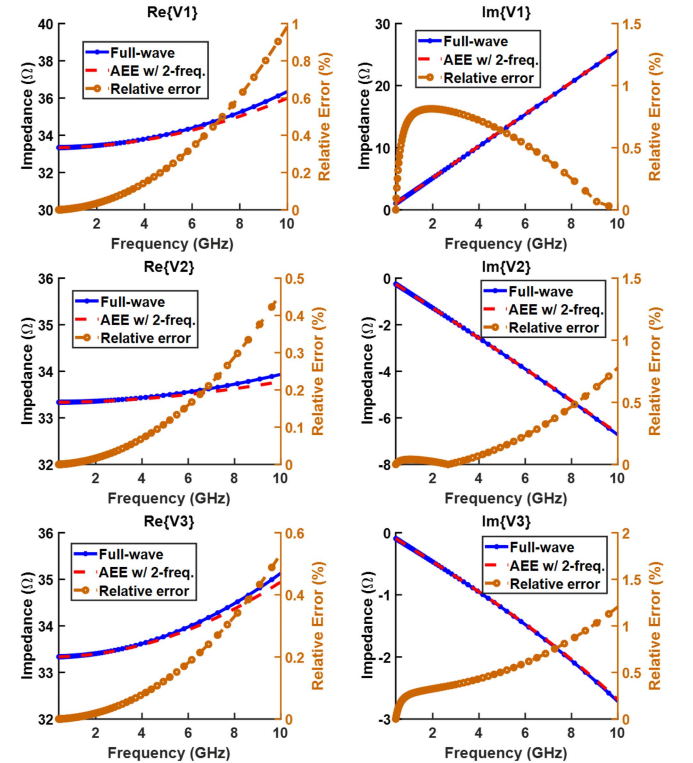 Re{V1}
Im{V1}
Impedance (Ω)
40
38
36
34
32
30
Full-wave
AEE w/ 2-freq.
Relative error
1
0.8
0.6
0.4
0.2
0
Relative Error (%)
2 4 6 8 10
Frequency (GHz)
Impedance (Ω)
30
20
10
0
Full-wave
AEE w/ 2-freq.
Relative error
1.5
1
0.5
0
Relative Error (%)
2 4 6 8 10
Frequency (GHz)
Re{V2}
Im{V2}
Impedance (Ω)
36
35
34
33
32
Full-wave
AEE w/ 2-freq.
Relative error
0.5
0.4
0.3
0.2
0.1
0
Relative Error (%)
2 4 6 8 10
Frequency (GHz)
Impedance (Ω)
0
-2
-4
-6
-8
Full-wave
AEE w/ 2-freq.
Relative error
1.5
1
0.5
0
Relative Error (%)
2 4 6 8 10
Frequency (GHz)
Re{V3}
Im{V3}
Impedance (Ω)
36
35
34
33
32
Full-wave
AEE w/ 2-freq.
Relative error
0.6
0.4
0.2
0
Relative Error (%)
2 4 6 8 10
Frequency (GHz)
Impedance (Ω)
0
-1
-2
-3
Full-wave
AEE w/ 2-freq.
Relative error
2
1.5
1
0.5
0
Relative Error (%)
2 4 6 8 10
Frequency (GHz)